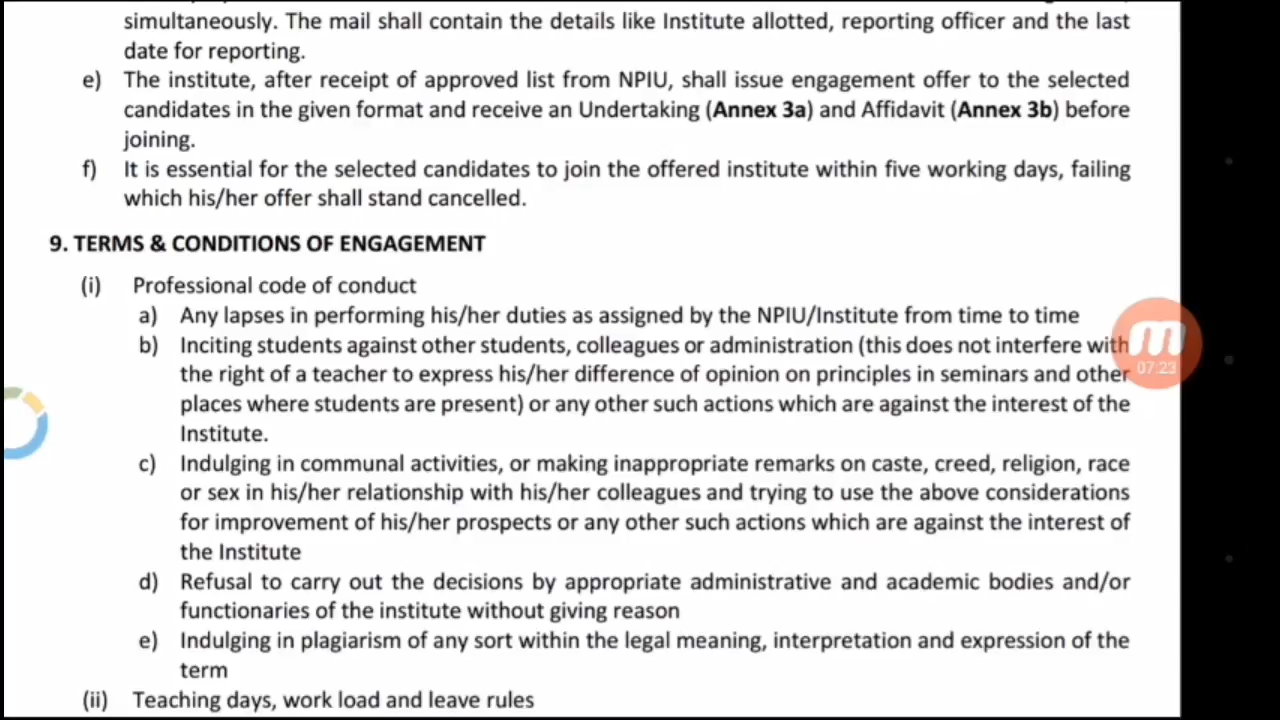 simultaneously. The mail shall contain the details like Institute allotted, reporting officer and the last
date for reporting.
e) The institute, after receipt of approved list from NPIU, shall issue engagement offer to the selected
candidates in the given format and receive an Undertaking (Annex 3a) and Affidavit (Annex 3b) before
joining.
f) It is essential for the selected candidates to join the offered institute within five working days, failing
which his/her offer shall stand cancelled.
9. TERMS & CONDITIONS OF ENGAGEMENT
(i) Professional code of conduct
a) Any lapses in performing his/her duties as assigned by the NPIU/Institute from time to time
b) Inciting students against other students, colleagues or administration (this does not interfere with
the right of a teacher to express his/her difference of opinion on principles in seminars and other
places where students are present) or any other such actions which are against the interest of the
Institute.
07:23
c) Indulging in communal activities, or making inappropriate remarks on caste, creed, religion, race
or sex in his/her relationship with his/her colleagues and trying to use the above considerations
for improvement of his/her prospects or any other such actions which are against the interest of
the Institute
d) Refusal to carry out the decisions by appropriate administrative and academic bodies and/or
functionaries of the institute without giving reason
e) Indulging in plagiarism of any sort within the legal meaning, interpretation and expression of the
term
(ii) Teaching days, work load and leave rules